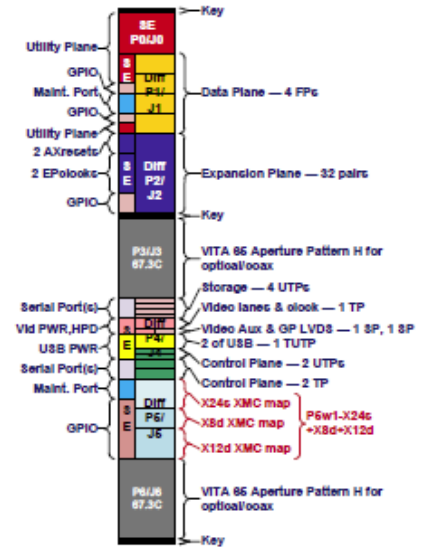 Key
SE
P0/J0
Utility Plane
S
E
GPIO
Diff
P1/
J1
Maint. Port
Data Plane — 4 FPs
GPIO
Utility Plane
2 AXresets
S
E
Diff
P2/
J2
2 EPclocks
Expansion Plane — 32 pairs
GPIO
Key
P3/J3
67.3C
VITA 65 Aperture Pattern H for
optical/coax
Storage — 4 UTPs
Serial Port(s)
Video lanes & clock — 1 TP
Vid PWR,HPD
S
E
Diff
P4/
J4
Video Aux & GP LVDS — 1 SP, 1 SP
USB PWR
2 of USB — 1 TUTP
Control Plane — 2 UTPs
Serial Port(s)
Control Plane — 2 TP
Maint. Port
X24s XMC map
S
E
Diff
P5/
J5
GPIO
X8d XMC map
P5w1-X24s
+X8d+X12d
X12d XMC map
P6/J6
67.3C
VITA 65 Aperture Pattern H for
optical/coax
Key